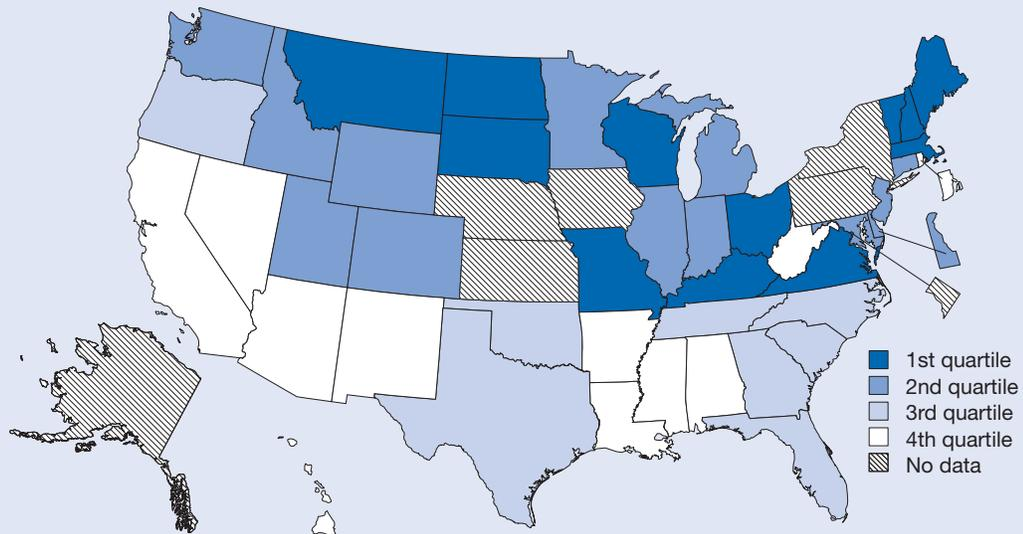 1st quartile
2nd quartile
3rd quartile
4th quartile
No data